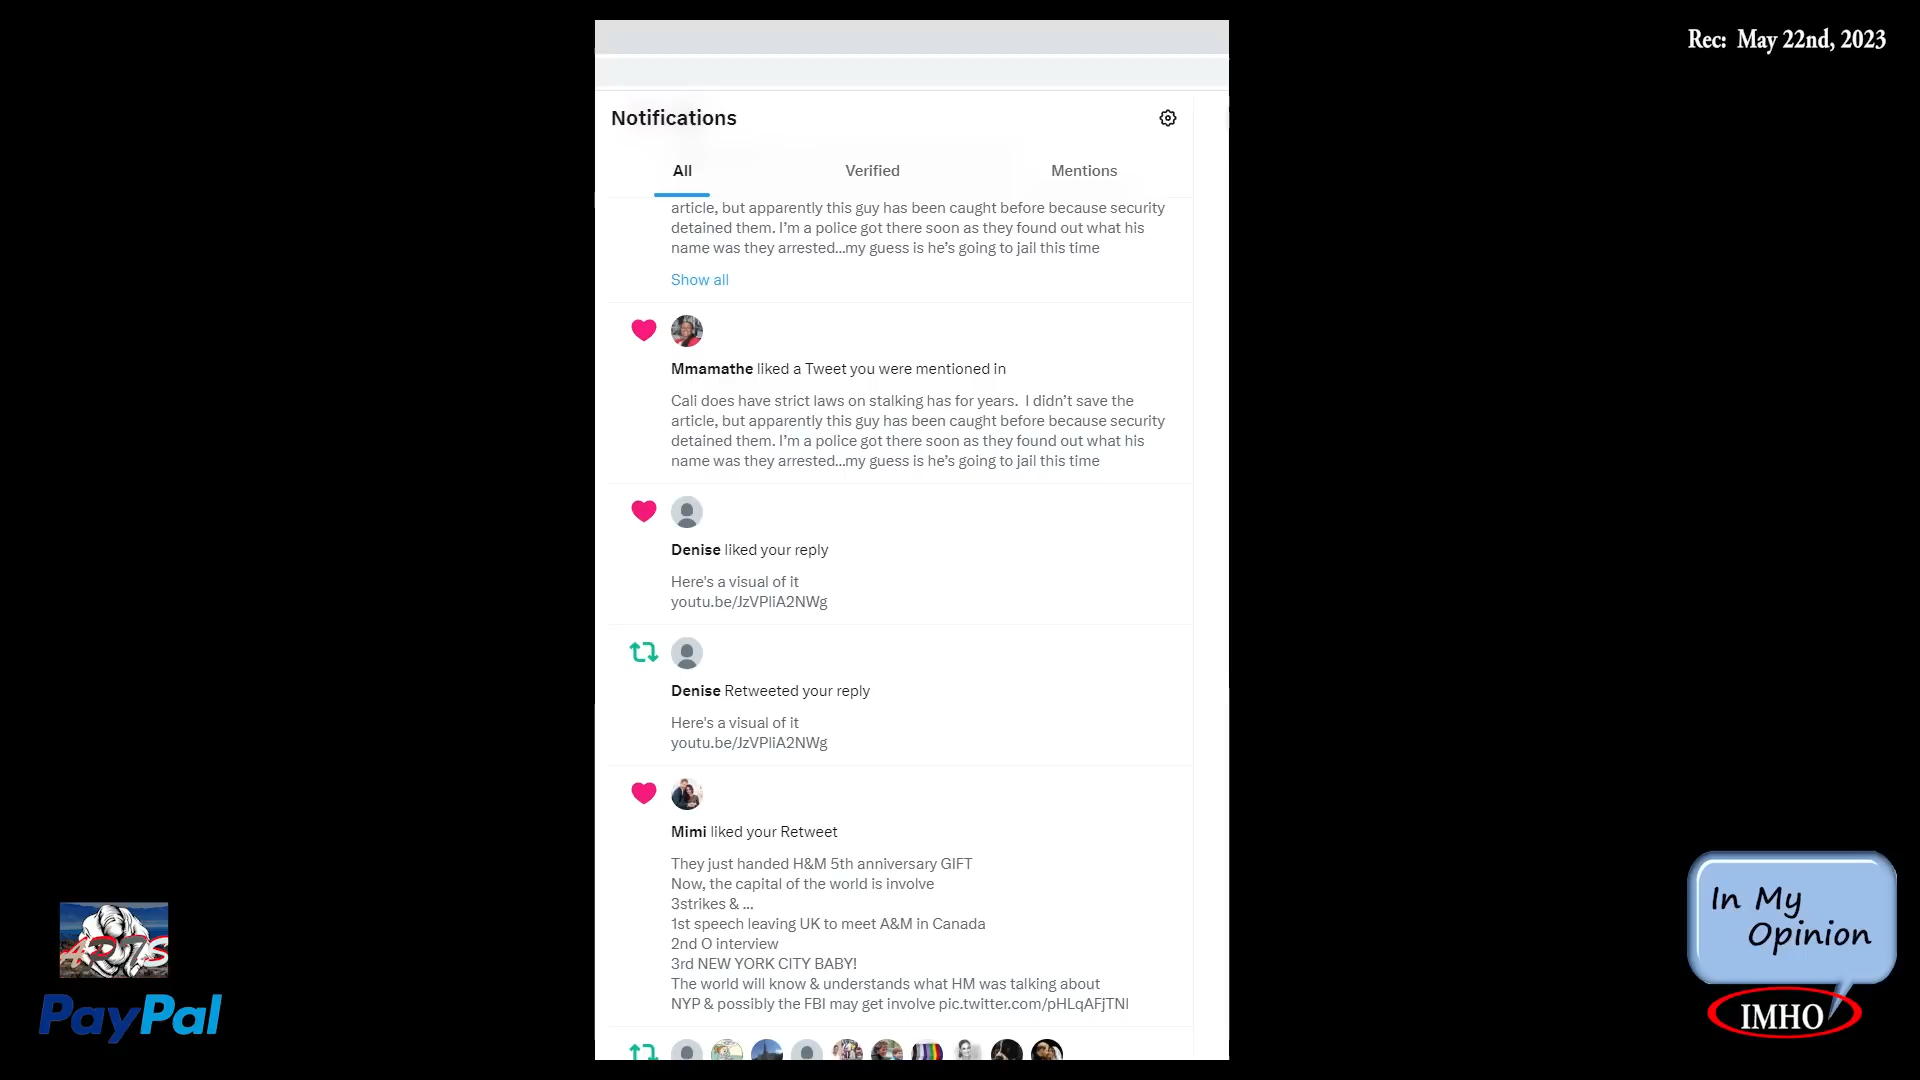 Rec: May 22nd, 2023
Notifications
All
Verified
Mentions
article, but apparently this guy has been caught before because security
detained them. I’m a police got there soon as they found out what his
name was they arrested...my guess is he’s going to jail this time
Show all
Mmamathe liked a Tweet you were mentioned in
Cali does have strict laws on stalking has for years. I didn’t save the
article, but apparently this guy has been caught before because security
detained them. I’m a police got there soon as they found out what his
name was they arrested...my guess is he’s going to jail this time
Denise liked your reply
Here's a visual of it
youtu.be/JzVPliA2NWg
Denise Retweeted your reply
Here's a visual of it
youtu.be/JzVPliA2NWg
Mimi liked your Retweet
They just handed H&M 5th anniversary GIFT
Now, the capital of the world is involve
3strikes & ...
1st speech leaving UK to meet A&M in Canada
2nd O interview
3rd NEW YORK CITY BABY!
The world will know & understands what HM was talking about
NYP & possibly the FBI may get involve pic.twitter.com/pHLqAFjTNl
PayPal
In My
Opinion
IMHO